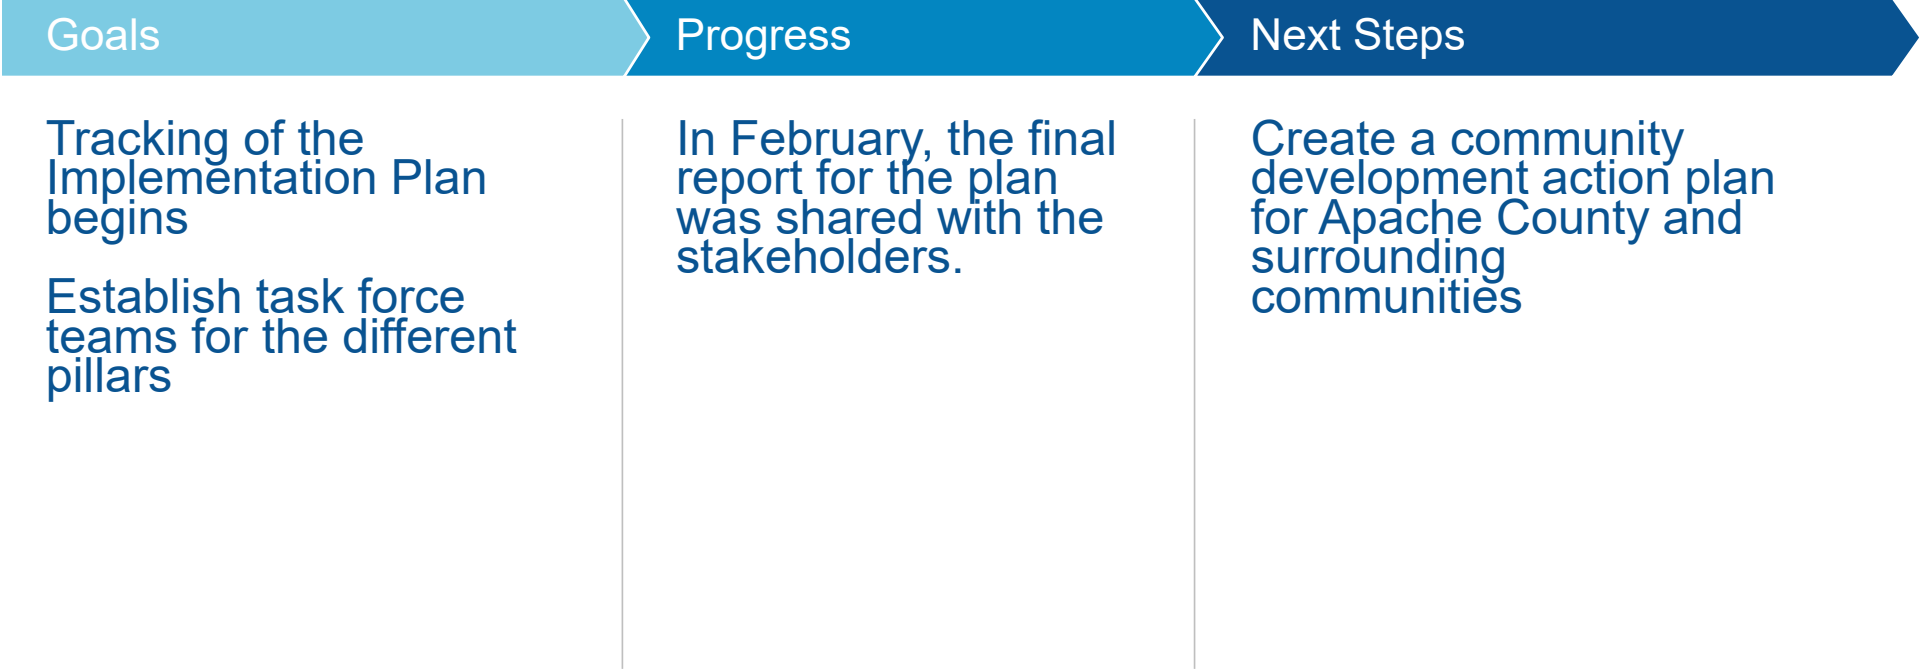 Goals
Tracking of the
Implementation Plan
begins
Establish task force
teams for the different
pillars
Progress
In February, the final
report for the plan
was shared with the
stakeholders.
Next Steps
Create a community
development action plan
for Apache County and
surrounding
communities